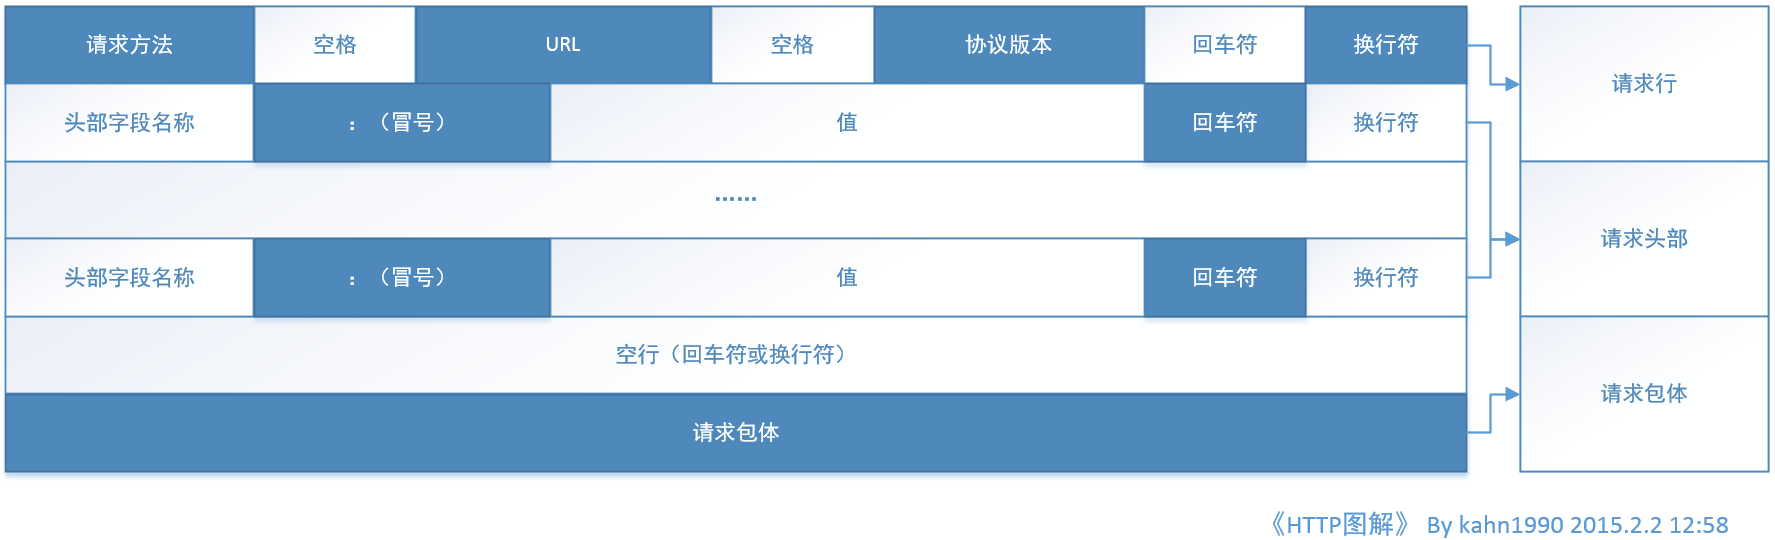 请求方法 空格 URL 空格 协议版本 回车符 换行符
头部字段名称 ：（冒号） 值 回车符 换行符
……
头部字段名称 ：（冒号） 值 回车符 换行符
空行（回车符或换行符）
请求包体
请求行
请求头部
请求包体
《HTTP图解》 By kahn1990 2015.2.2 12:58